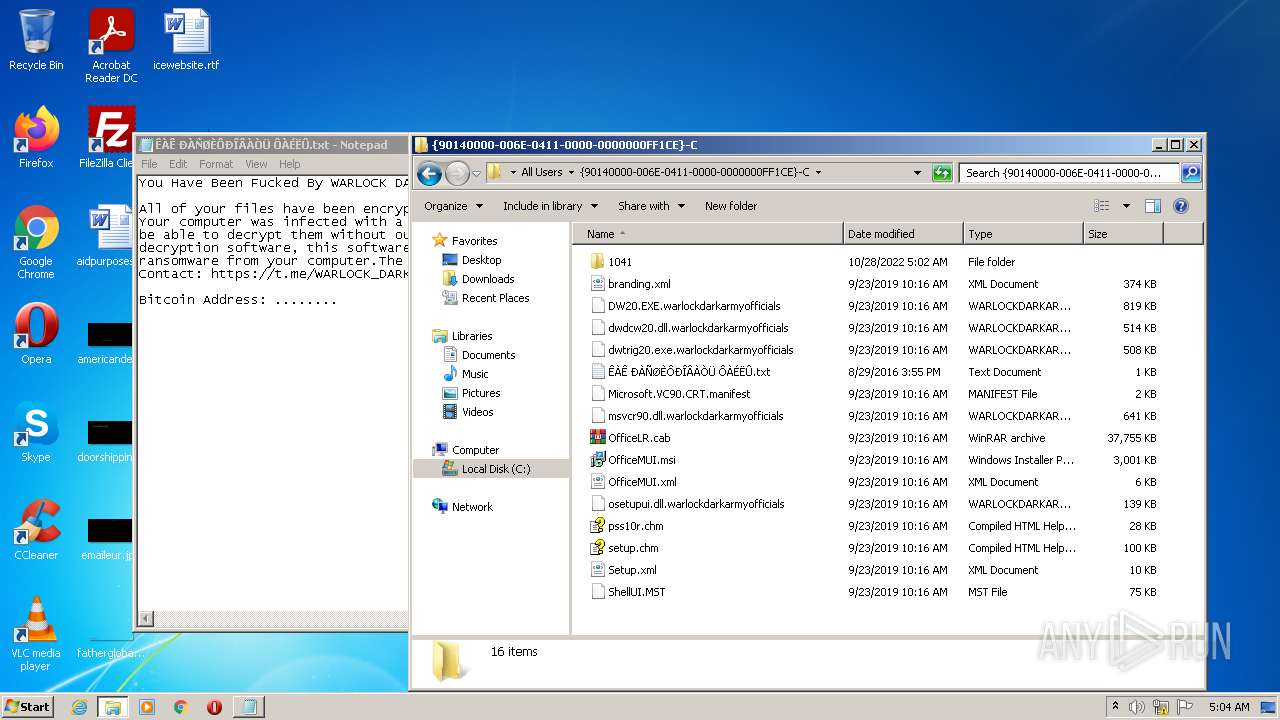 Recycle Bin
Acrobat Reader DC
icewebsite.rtf
Firefox
FileZilla Clie
Google Chrome
aidpurposes
Opera
americande
Skype
doorshippin
CCleaner
emaileur.jp
VLC media player
fathergloba...
ÊÀÊ ÐÀÑØÈÔÐÎÂÀÒÜ ÔÀÉËÛ.txt - Notepad
File Edit Format View Help
You Have Been Fucked By WARLOCK DA
All of your files have been encryp
Your computer was infected with a
be able to decrypt them without ou
decryption software, this software
ransomware from your computer.The
Contact: https://t.me/WARLOCK_DARK
Bitcoin Address: ........
{90140000-006E-0411-0000-0000000FF1CE}-C
All Users {90140000-006E-0411-0000-0000000FF1CE}-C
Search {90140000-006E-0411-0000-0...
Organize Include in library Share with New folder
Favorites
Desktop
Downloads
Recent Places
Libraries
Documents
Music
Pictures
Videos
Computer
Local Disk (C:)
Network
Name Date modified Type Size
1041 10/28/2022 5:02 AM File folder
branding.xml 9/23/2019 10:16 AM XML Document 374 KB
DW20.EXE.warlockdarkarmyofficials 9/23/2019 10:16 AM WARLOCKDARKAR... 819 KB
dwdcw20.dll.warlockdarkarmyofficials 9/23/2019 10:16 AM WARLOCKDARKAR... 515 KB
dwtrig20.exe.warlockdarkarmyofficials 9/23/2019 10:16 AM WARLOCKDARKAR... 508 KB
ÊÀÊ ÐÀÑØÈÔÐÎÂÀÒÜ ÔÀÉËÛ.txt 8/29/2016 3:55 PM Text Document 1 KB
Microsoft.VC90.CRT.manifest 9/23/2019 10:16 AM MANIFEST File 2 KB
msvcr90.dll.warlockdarkarmyofficials 9/23/2019 10:16 AM WARLOCKDARKAR... 641 KB
OfficeLR.cab 9/23/2019 10:16 AM WinRAR archive 37,752 KB
OfficeMUI.msi 9/23/2019 10:16 AM Windows Installer P... 3,001 KB
OfficeMUI.xml 9/23/2019 10:16 AM XML Document 6 KB
osetupui.dll.warlockdarkarmyofficials 9/23/2019 10:16 AM WARLOCKDARKAR... 139 KB
pss10r.chm 9/23/2019 10:16 AM Compiled HTML Help... 28 KB
setup.chm 9/23/2019 10:16 AM Compiled HTML Help... 100 KB
Setup.xml 9/23/2019 10:16 AM XML Document 10 KB
ShellUI.MST 9/23/2019 10:16 AM MST File 75 KB
16 items
ANY RUN
Start
5:04 AM